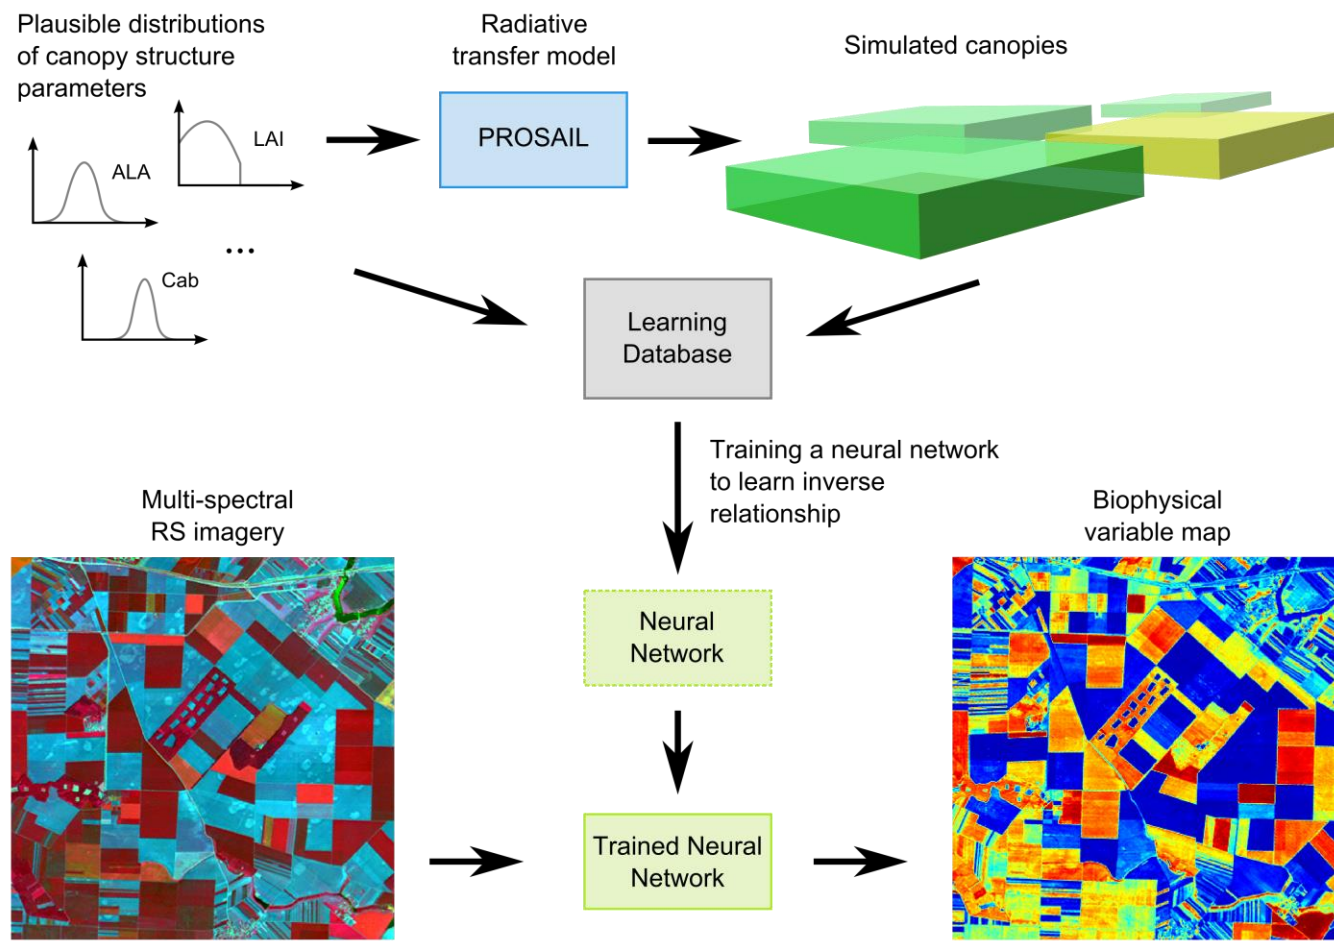 Plausible distributions
of canopy structure
parameters
LAI
ALA
...
Cab
Radiative
transfer model
PROSAIL
Simulated canopies
Learning
Database
Training a neural network
to learn inverse
relationship
Multi-spectral
RS imagery
Neural
Network
Biophysical
variable map
Trained Neural
Network